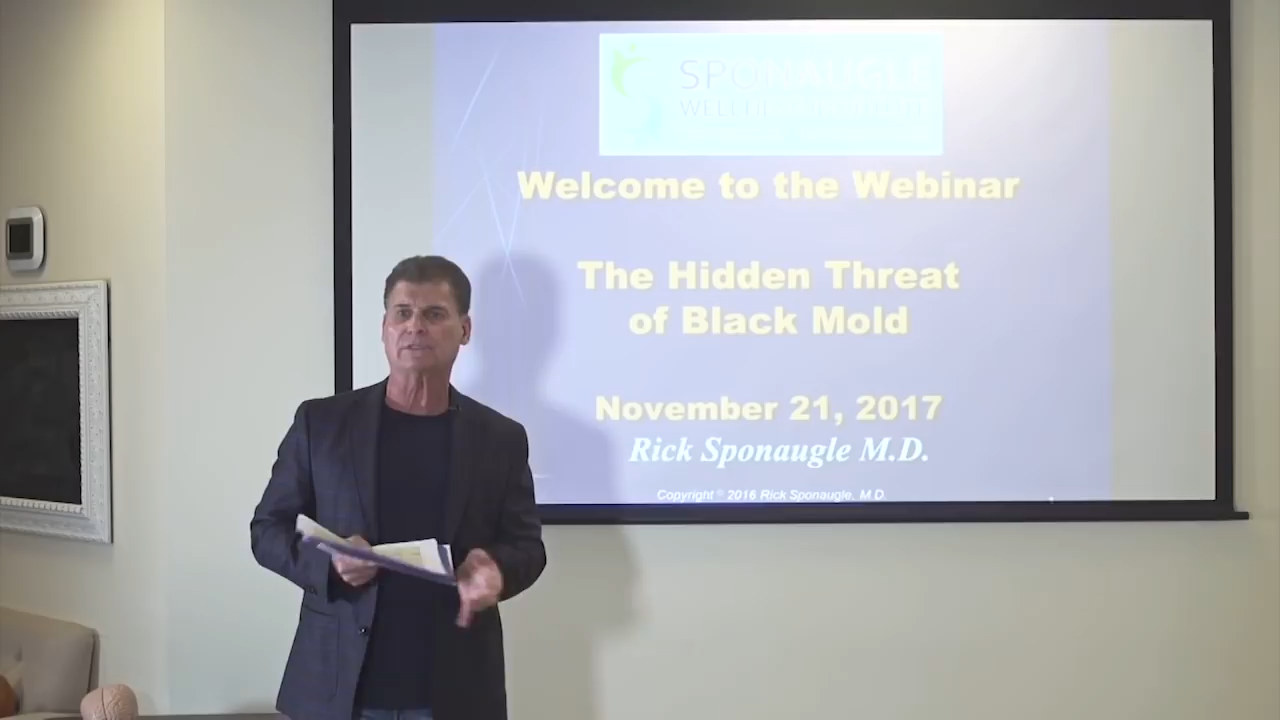 SPONAUGLE
Welcome to the Webinar
The Hidden Threat
of Black Mold
November 21, 2017
Rick Sponaugle M.D.
Copyright © 2016 Rick Sponaugle, M.D.